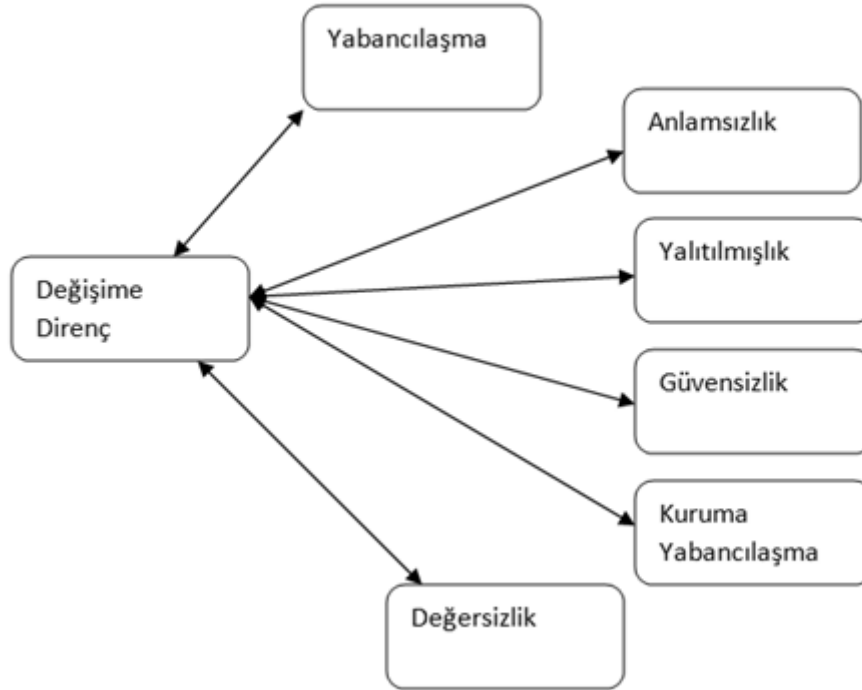 Yabancılaşma
Anlamsızlık
Yalıtılmışlık
Değişime
Direnç
Güvensizlik
Kuruma
Yabancılaşma
Değersizlik